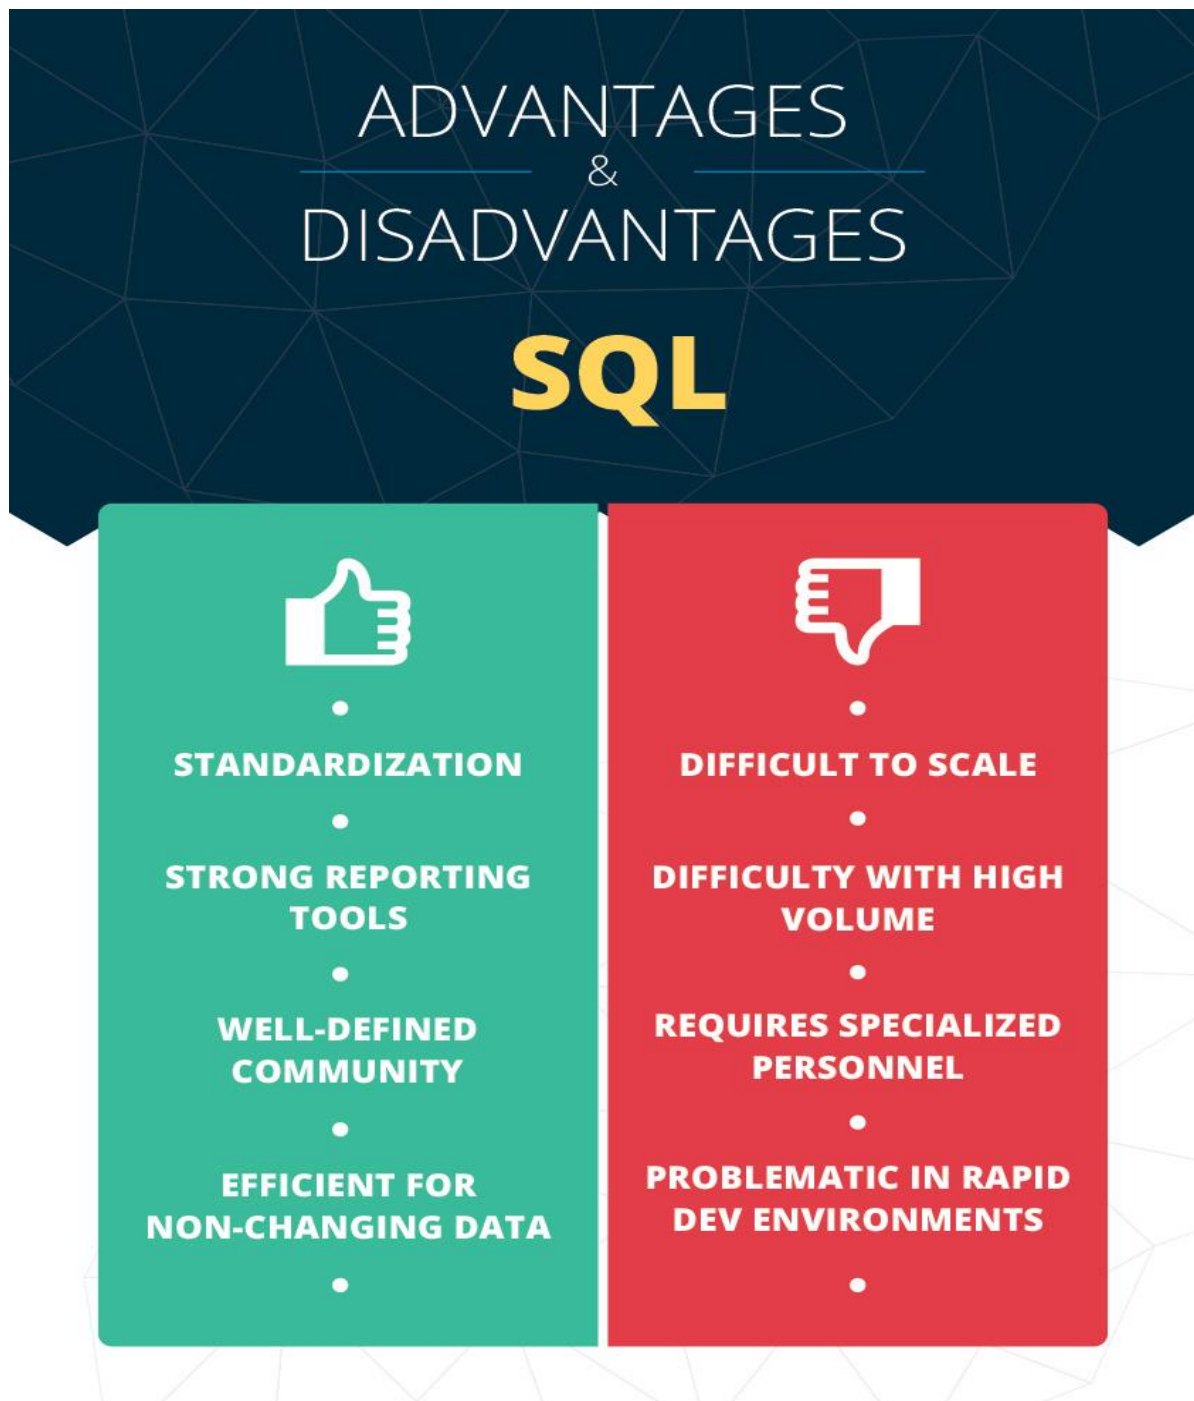 ADVANTAGES
&
DISADVANTAGES
SQL
STANDARDIZATION
STRONG REPORTING
TOOLS
WELL-DEFINED
COMMUNITY
EFFICIENT FOR
NON-CHANGING DATA
DIFFICULT TO SCALE
DIFFICULTY WITH HIGH
VOLUME
REQUIRES SPECIALIZED
PERSONNEL
PROBLEMATIC IN RAPID
DEV ENVIRONMENTS